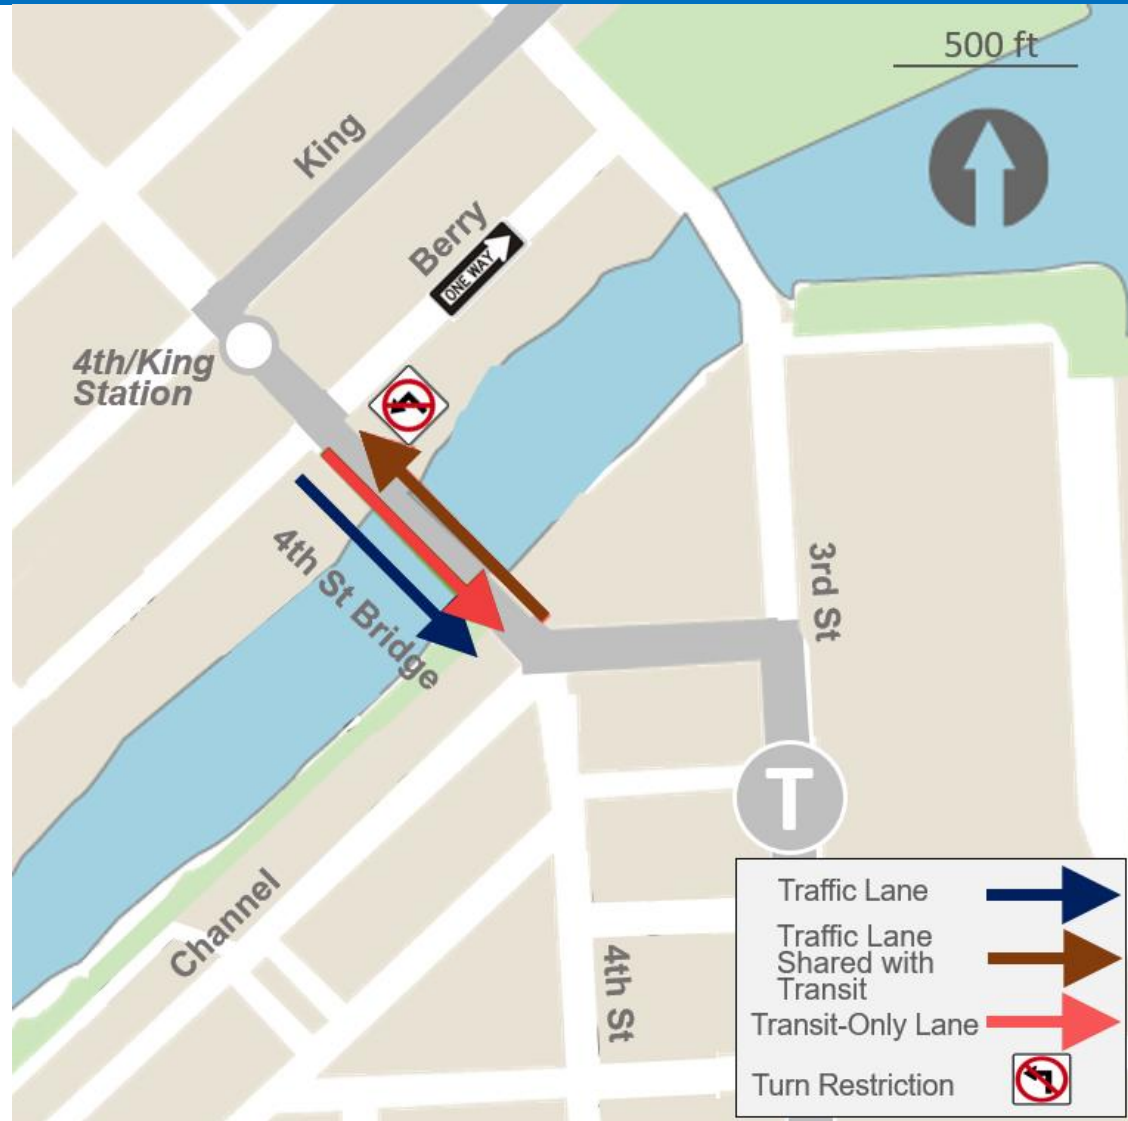 500 ft
King
Berry
ONE WAY
4th/King
Station
4th St Bridge
3rd St
T
Channel
4th St
Traffic Lane
Traffic Lane
Shared with
Transit
Transit-Only Lane
Turn Restriction